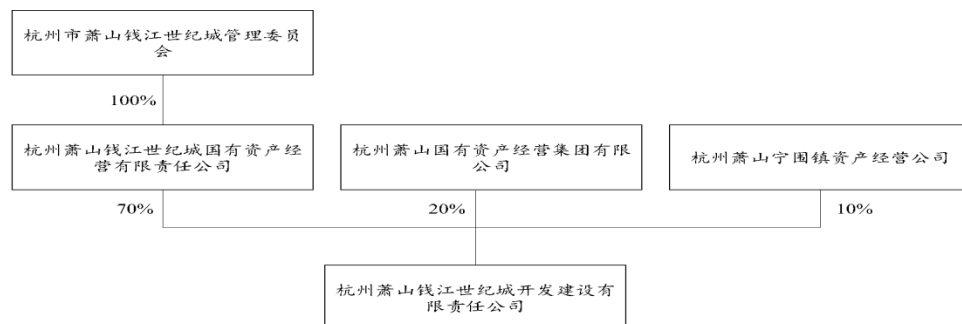 杭州市萧山钱江世纪城管理委员
会
100%
杭州萧山钱江世纪城国有资产经
营有限责任公司
杭州萧山国有资产经营集团有限
公司
杭州萧山宁围镇资产经营公司
70%
20%
10%
杭州萧山钱江世纪城开发建设有
限责任公司